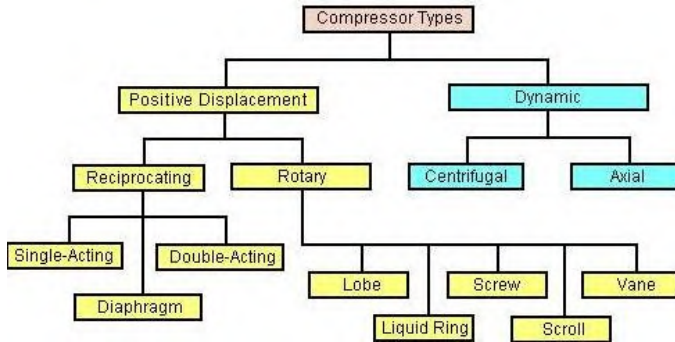 Compressor Types
Positive Displacement
Dynamic
Reciprocating
Rotary
Centrifugal
Axial
Single-Acting
Double-Acting
Diaphragm
Lobe
Screw
Vane
Liquid Ring
Scroll